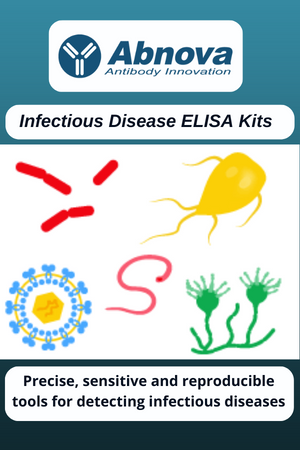 Abnova
Antibody Innovation
Infectious Disease ELISA Kits
Precise, sensitive and reproducible
tools for detecting infectious diseases